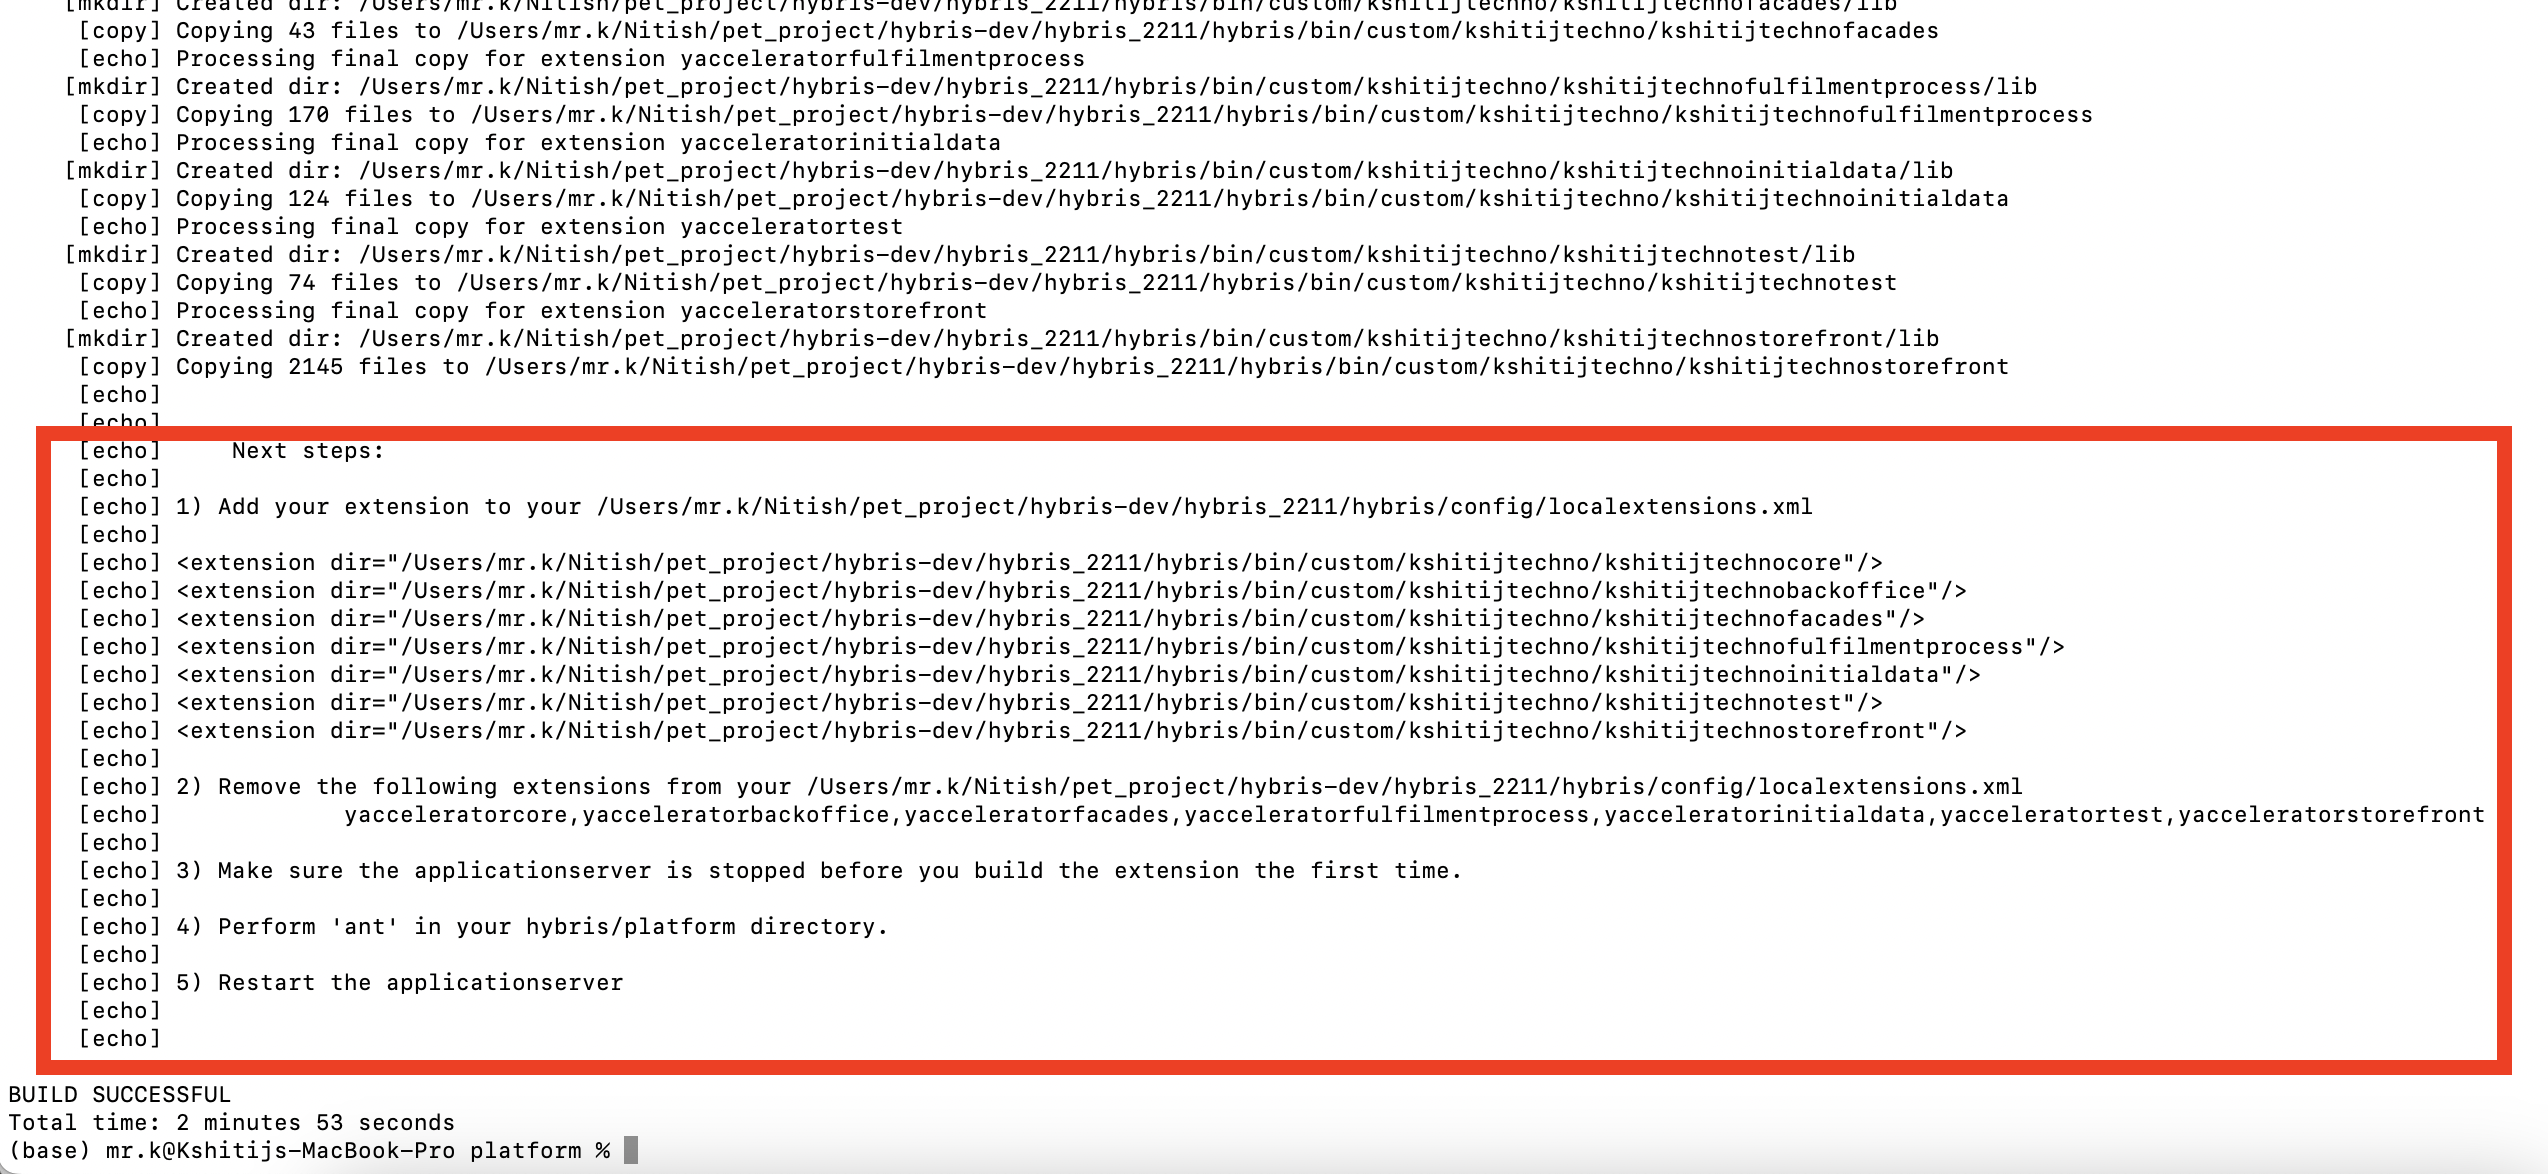 [mkdir] Created dir: /Users/mr.k/Nitish/pet_project/hybris-dev/hybris_2211/hybris/bin/custom/kshitijtechno/kshitijtechnofacades/lib
[copy] Copying 43 files to /Users/mr.k/Nitish/pet_project/hybris-dev/hybris_2211/hybris/bin/custom/kshitijtechno/kshitijtechnofacades
[echo] Processing final copy for extension yacceleratorfulfilmentprocess
[mkdir] Created dir: /Users/mr.k/Nitish/pet_project/hybris-dev/hybris_2211/hybris/bin/custom/kshitijtechno/kshitijtechnofulfilmentprocess/lib
[copy] Copying 170 files to /Users/mr.k/Nitish/pet_project/hybris-dev/hybris_2211/hybris/bin/custom/kshitijtechno/kshitijtechnofulfilmentprocess
[echo] Processing final copy for extension yacceleratorinitialdata
[mkdir] Created dir: /Users/mr.k/Nitish/pet_project/hybris-dev/hybris_2211/hybris/bin/custom/kshitijtechno/kshitijtechnoinitialdata/lib
[copy] Copying 124 files to /Users/mr.k/Nitish/pet_project/hybris-dev/hybris_2211/hybris/bin/custom/kshitijtechno/kshitijtechnoinitialdata
[echo] Processing final copy for extension yacceleratortest
[mkdir] Created dir: /Users/mr.k/Nitish/pet_project/hybris-dev/hybris_2211/hybris/bin/custom/kshitijtechno/kshitijtechnotest/lib
[copy] Copying 74 files to /Users/mr.k/Nitish/pet_project/hybris-dev/hybris_2211/hybris/bin/custom/kshitijtechno/kshitijtechnotest
[echo] Processing final copy for extension yacceleratorstorefront
[mkdir] Created dir: /Users/mr.k/Nitish/pet_project/hybris-dev/hybris_2211/hybris/bin/custom/kshitijtechno/kshitijtechnostorefront/lib
[copy] Copying 2145 files to /Users/mr.k/Nitish/pet_project/hybris-dev/hybris_2211/hybris/bin/custom/kshitijtechno/kshitijtechnostorefront
[echo]
[echo]
[echo] Next steps:
[echo]
[echo] 1) Add your extension to your /Users/mr.k/Nitish/pet_project/hybris-dev/hybris_2211/hybris/config/localextensions.xml
[echo]
[echo] <extension dir="/Users/mr.k/Nitish/pet_project/hybris-dev/hybris_2211/hybris/bin/custom/kshitijtechno/kshitijtechnocore"/>
[echo] <extension dir="/Users/mr.k/Nitish/pet_project/hybris-dev/hybris_2211/hybris/bin/custom/kshitijtechno/kshitijtechnobackoffice"/>
[echo] <extension dir="/Users/mr.k/Nitish/pet_project/hybris-dev/hybris_2211/hybris/bin/custom/kshitijtechno/kshitijtechnofacades"/>
[echo] <extension dir="/Users/mr.k/Nitish/pet_project/hybris-dev/hybris_2211/hybris/bin/custom/kshitijtechno/kshitijtechnofulfilmentprocess"/>
[echo] <extension dir="/Users/mr.k/Nitish/pet_project/hybris-dev/hybris_2211/hybris/bin/custom/kshitijtechno/kshitijtechnoinitialdata"/>
[echo] <extension dir="/Users/mr.k/Nitish/pet_project/hybris-dev/hybris_2211/hybris/bin/custom/kshitijtechno/kshitijtechnotest"/>
[echo] <extension dir="/Users/mr.k/Nitish/pet_project/hybris-dev/hybris_2211/hybris/bin/custom/kshitijtechno/kshitijtechnostorefront"/>
[echo]
[echo] 2) Remove the following extensions from your /Users/mr.k/Nitish/pet_project/hybris-dev/hybris_2211/hybris/config/localextensions.xml
[echo] yacceleratorcore,yacceleratorbackoffice,yacceleratorfacades,yacceleratorfulfilmentprocess,yacceleratorinitialdata,yacceleratortest,yacceleratorstorefront
[echo]
[echo] 3) Make sure the applicationserver is stopped before you build the extension the first time.
[echo]
[echo] 4) Perform 'ant' in your hybris/platform directory.
[echo]
[echo] 5) Restart the applicationserver
[echo]
[echo]
BUILD SUCCESSFUL
Total time: 2 minutes 53 seconds
(base) mr.k@Kshitijs-MacBook-Pro platform %